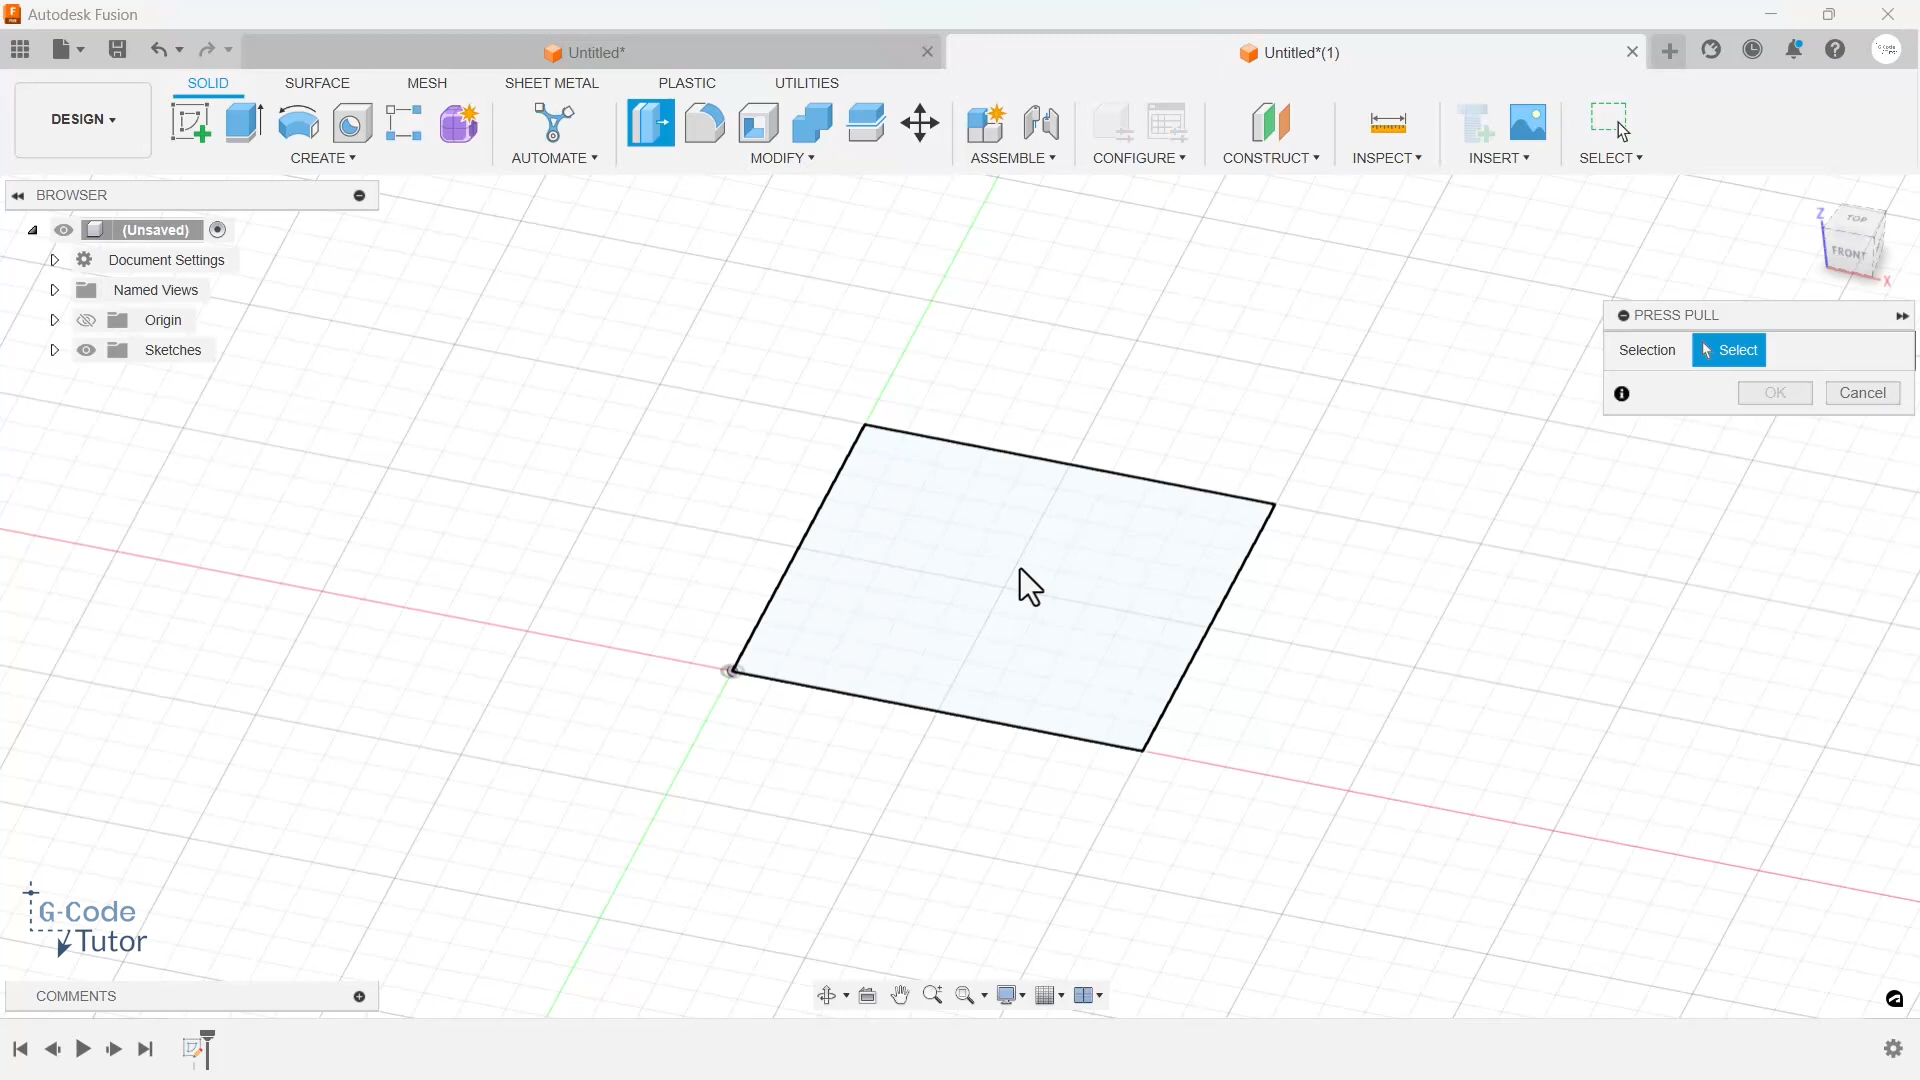 Autodesk Fusion
Untitled*
Untitled*(1)
DESIGN
SOLID
SURFACE
MESH
SHEET METAL
PLASTIC
UTILITIES
CREATE
AUTOMATE
MODIFY
ASSEMBLE
CONFIGURE
CONSTRUCT
INSPECT
INSERT
SELECT
BROWSER
(Unsaved)
Document Settings
Named Views
Origin
Sketches
Z
TOP
FRONT
X
PRESS PULL
Selection
Select
OK
Cancel
G-Code
Tutor
COMMENTS